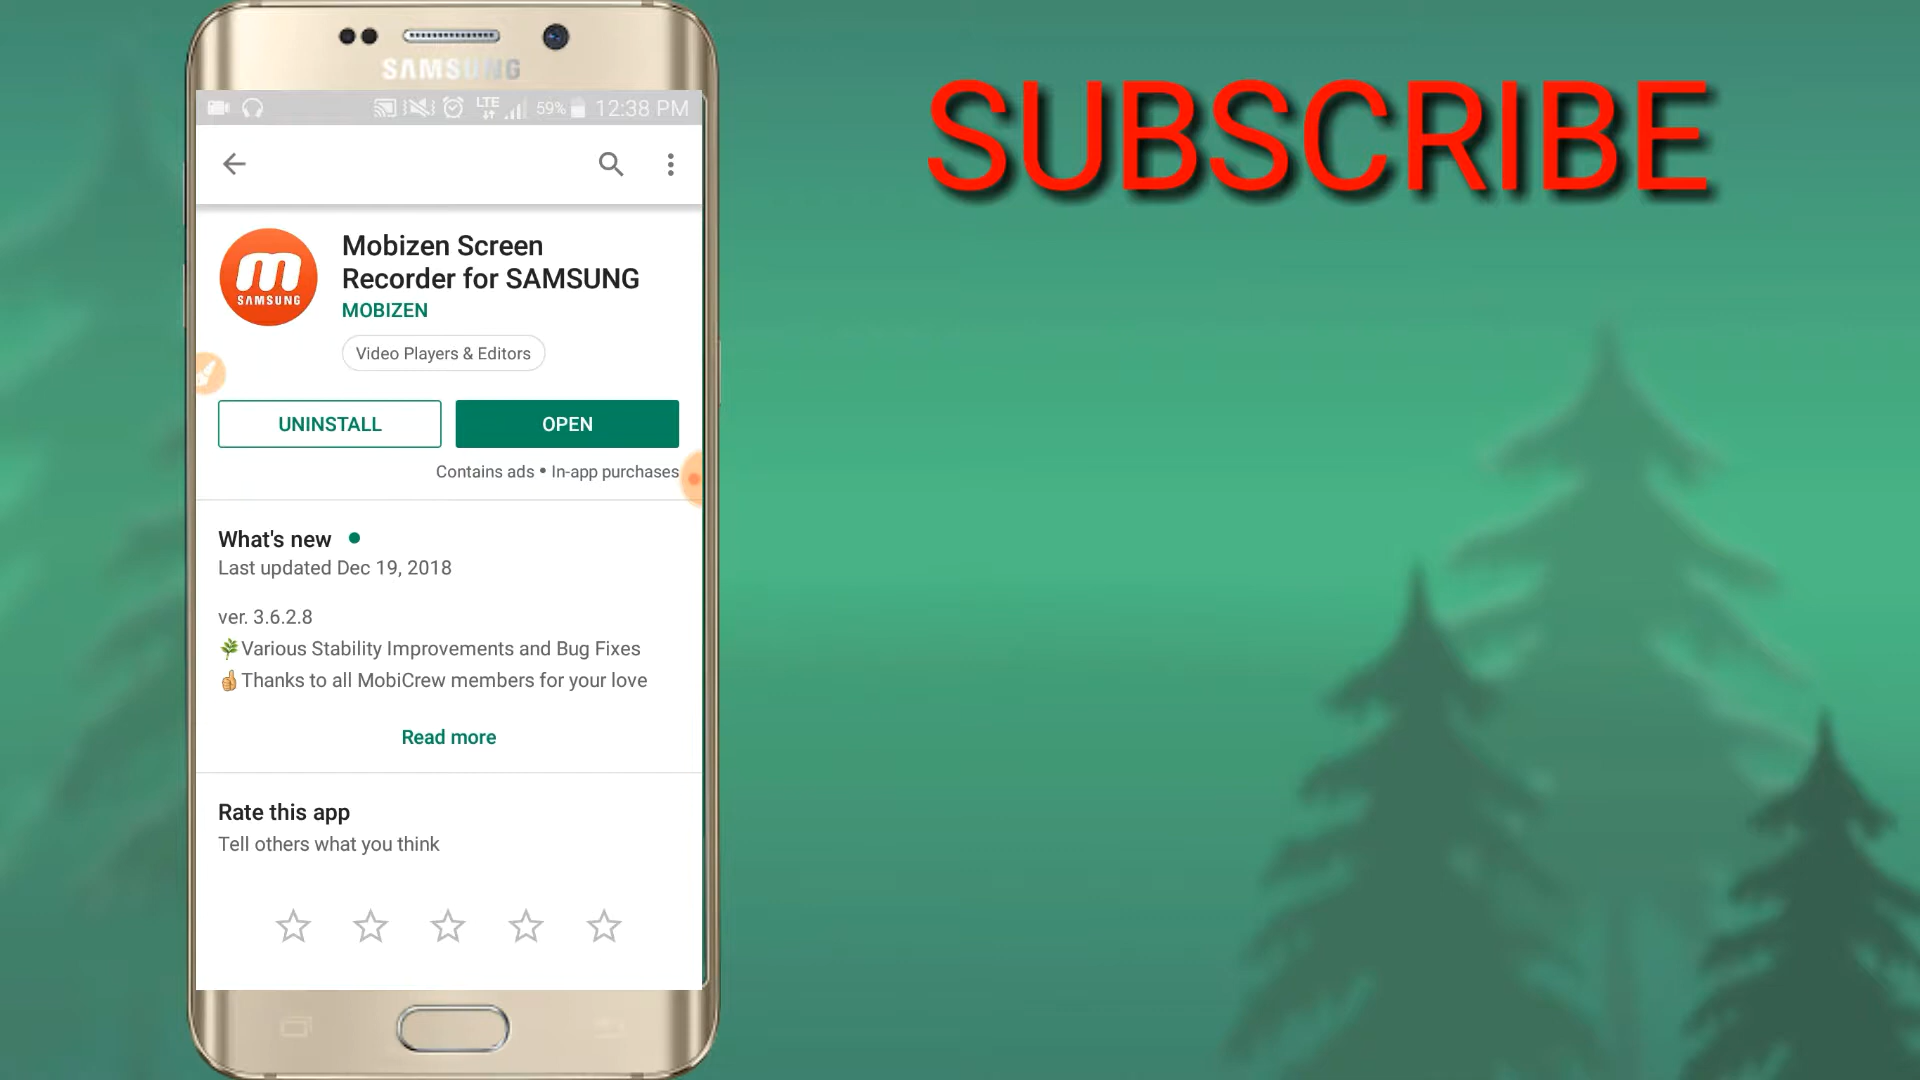 SAMSUNG
LTE 59% 12:38 PM
SUBSCRIBE
m
SAMSUNG
Mobizen Screen
Recorder for SAMSUNG
MOBIZEN
Video Players & Editors
UNINSTALL OPEN
Contains ads • In-app purchases
What's new
Last updated Dec 19, 2018
ver. 3.6.2.8
🌿Various Stability Improvements and Bug Fixes
👍Thanks to all MobiCrew members for your love
Read more
Rate this app
Tell others what you think